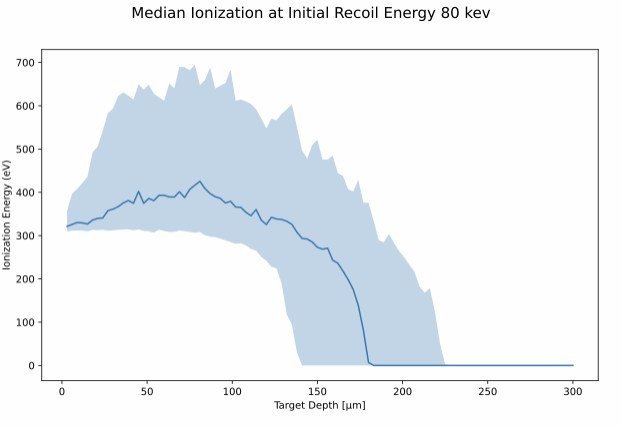 Median Ionization at Initial Recoil Energy 80 kev
700
600
500
400
300
200
100
0
Ionization Energy (eV)
0 50 100 150 200 250 300
Target Depth [μm]